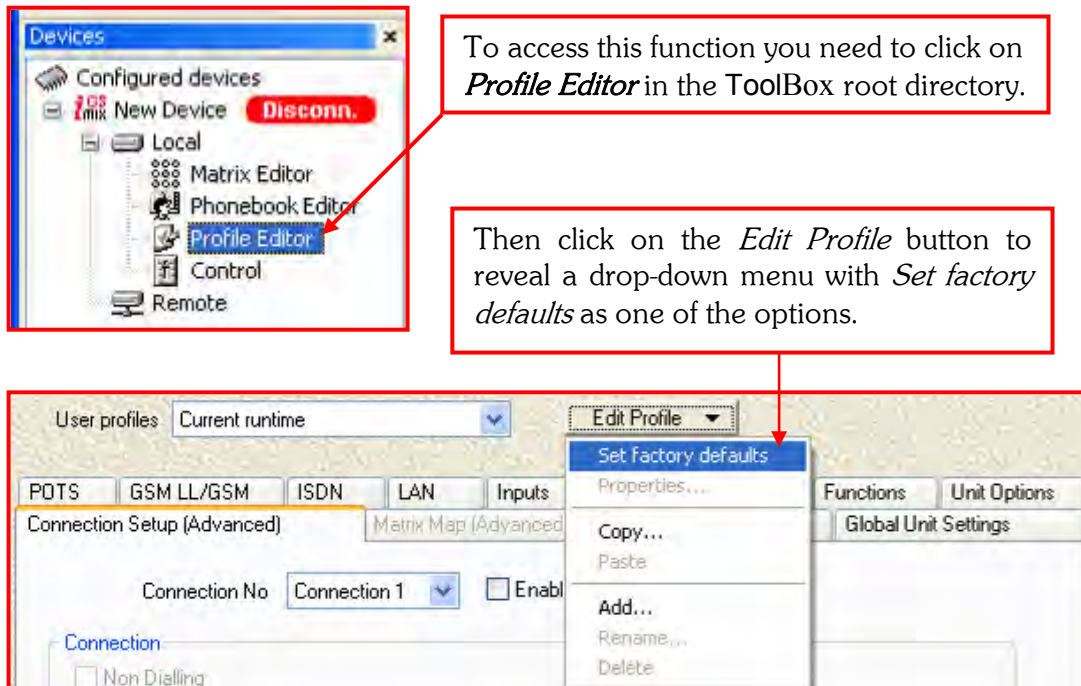 Devices
To access this function you need to click on
Profile Editor in the ToolBox root directory.
Configured devices
New Device Disconn.
Local
Matrix Editor
Phonebook Editor
Profile Editor
Control
Remote
Then click on the Edit Profile button to
reveal a drop-down menu with Set factory
defaults as one of the options.
User profiles Current runtime Edit Profile
Set factory defaults
Properties...
Copy...
Paste
Add...
Rename...
Delete
POTS GSM LL/GSM ISDN LAN Inputs Functions Unit Options
Connection Setup (Advanced) Matrix Map (Advanced Global Unit Settings
Connection No Connection 1 Enabl
Connection
Non Dialling